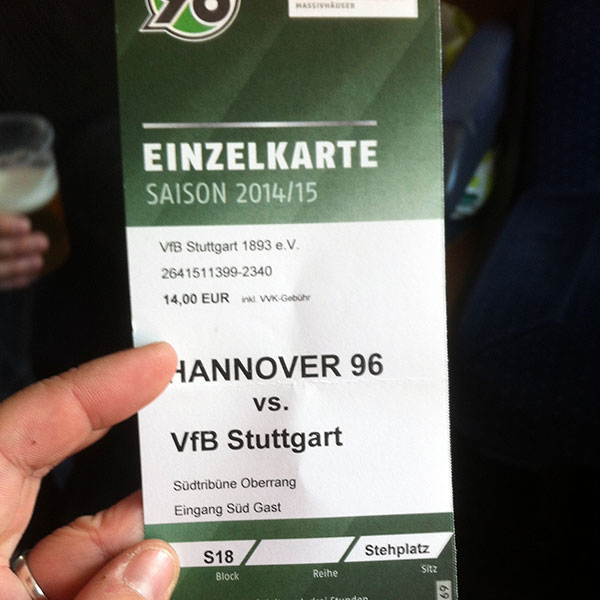 96
MASSIVHÄUSER
EINZELKARTE
SAISON 2014/15
VfB Stuttgart 1893 e.V.
2641511399-2340
14,00 EUR inkl. VVK-Gebühr
HANNOVER 96
vs.
VfB Stuttgart
Südtribüne Oberrang
Eingang Süd Gast
S18 Stehplatz
Block Reihe Sitz
69